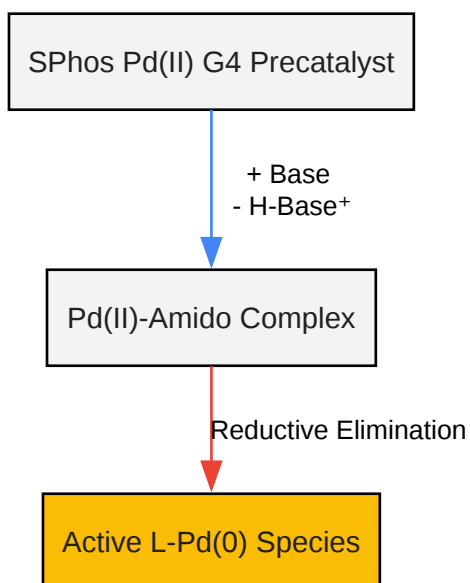 SPhos Pd(II) G4 Precatalyst
+ Base
- H-Base⁺
Pd(II)-Amido Complex
Reductive Elimination
Active L-Pd(0) Species